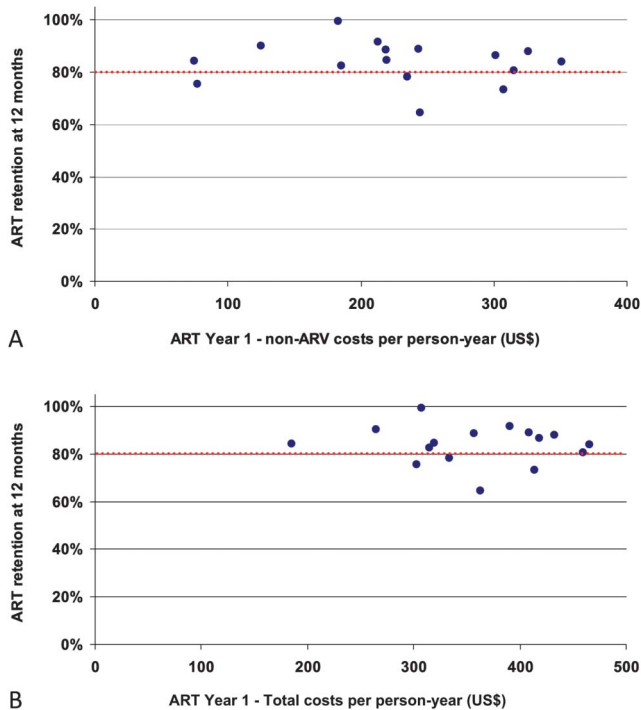 100%
80%
60%
40%
20%
0%
ART retention at 12 months
0 100 200 300 400
A ART Year 1 - non-ARV costs per person-year (US$)
100%
80%
60%
40%
20%
0%
ART retention at 12 months
0 100 200 300 400 500
B ART Year 1 - Total costs per person-year (US$)